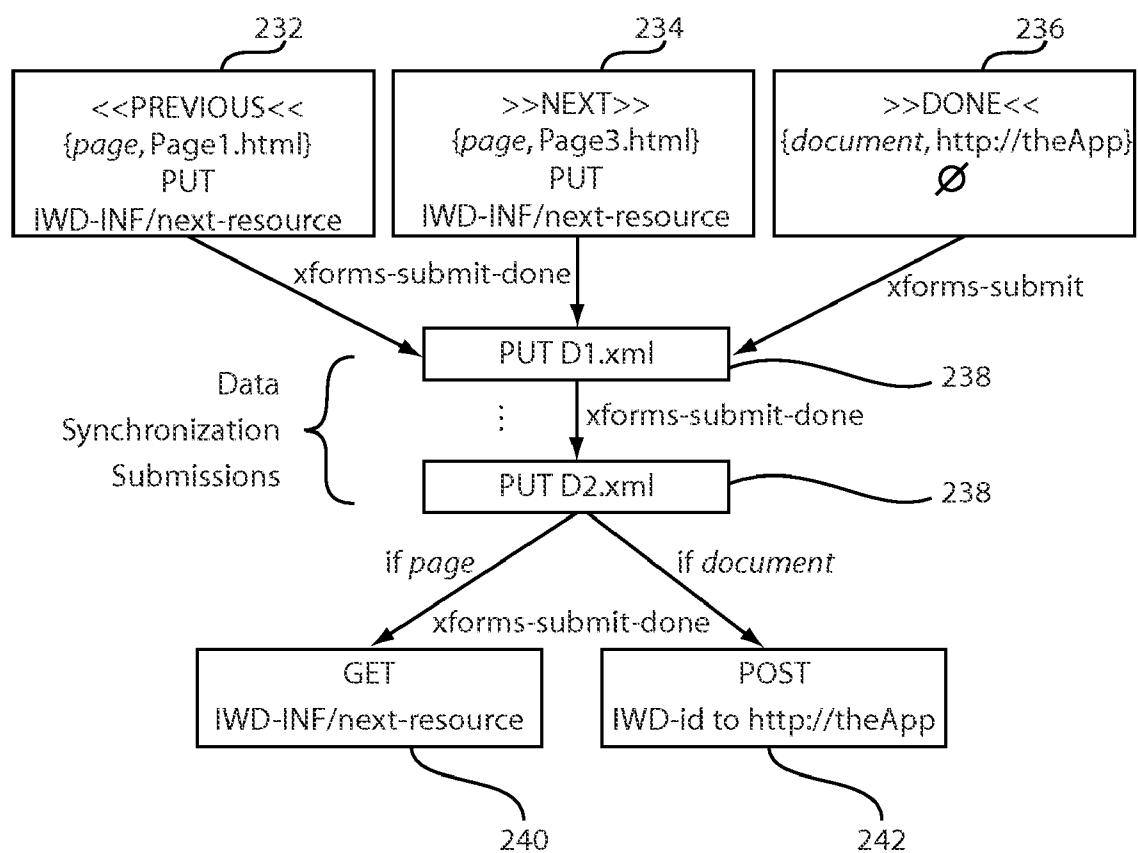 232
234
236
<<PREVIOUS<<
{page, Page1.html}
PUT
IWD-INF/next-resource
>>NEXT>>
{page, Page3.html}
PUT
IWD-INF/next-resource
>>DONE<<
{document, http://theApp}
∅
xforms-submit-done
xforms-submit
PUT D1.xml
238
Data
Synchronization
Submissions
⋮
xforms-submit-done
PUT D2.xml
238
if page
if document
xforms-submit-done
GET
IWD-INF/next-resource
POST
IWD-id to http://theApp
240
242